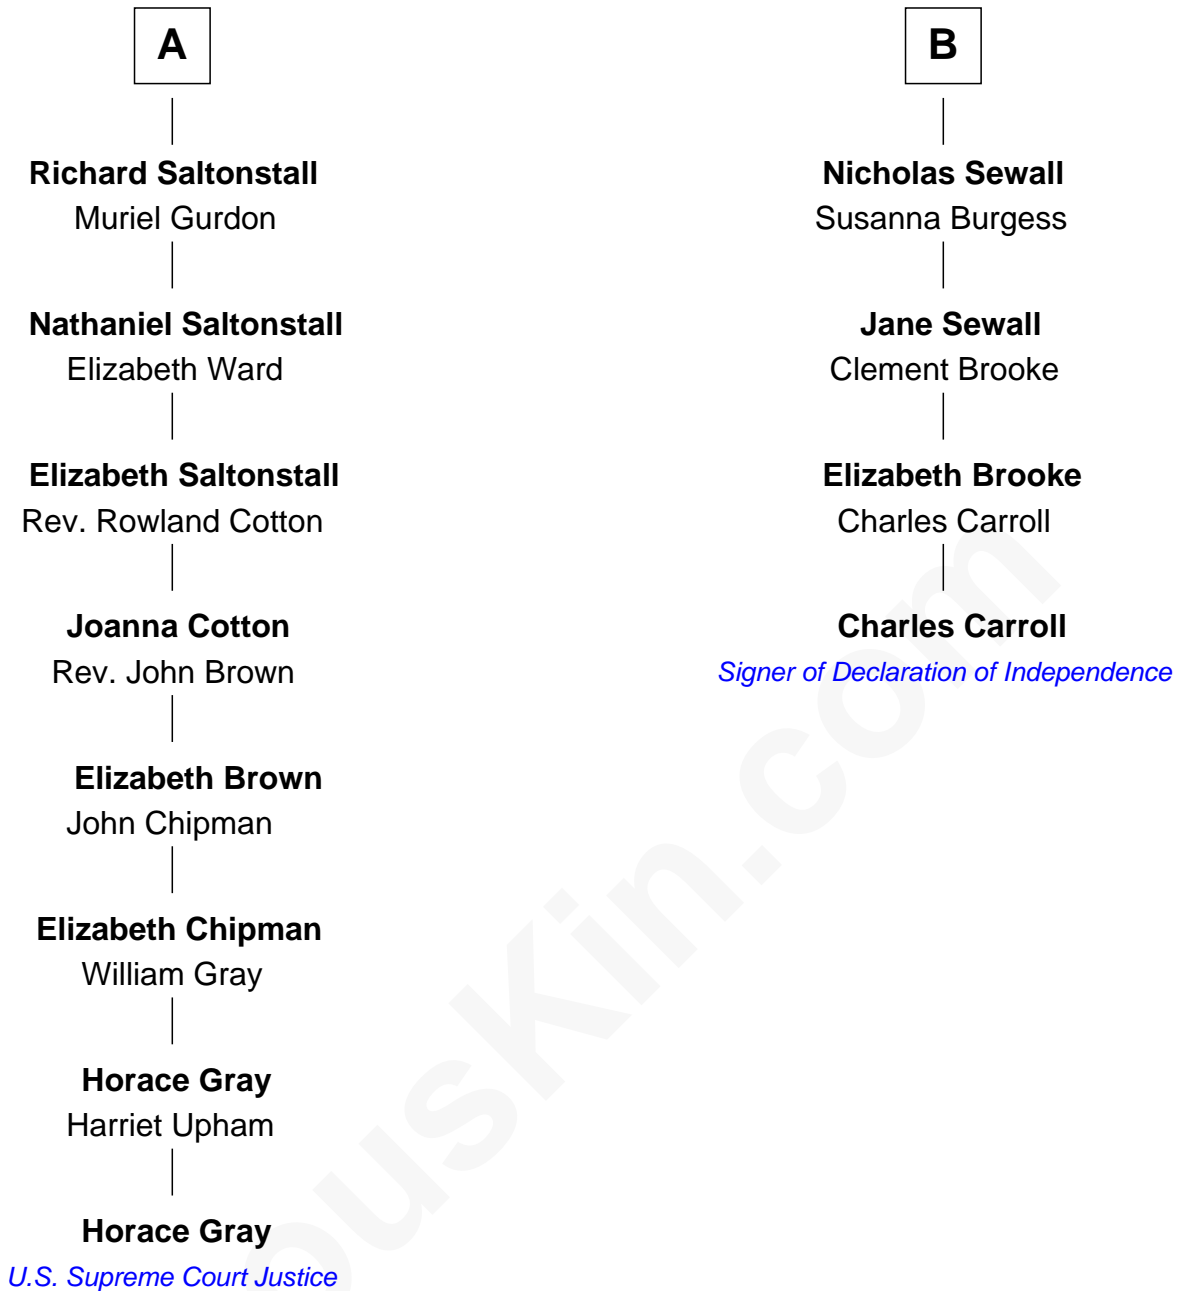 A
Richard Saltonstall
Muriel Gurdon
Nathaniel Saltonstall
Elizabeth Ward
Elizabeth Saltonstall
Rev. Rowland Cotton
Joanna Cotton
Rev. John Brown
Elizabeth Brown
John Chipman
Elizabeth Chipman
William Gray
Horace Gray
Harriet Upham
Horace Gray
U.S. Supreme Court Justice
B
Nicholas Sewall
Susanna Burgess
Jane Sewall
Clement Brooke
Elizabeth Brooke
Charles Carroll
Charles Carroll
Signer of Declaration of Independence
ousKin.com